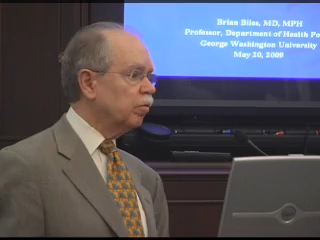 Brian Biles, MD, MPH
Professor, Department of Health Po
George Washington University
May 20, 2009